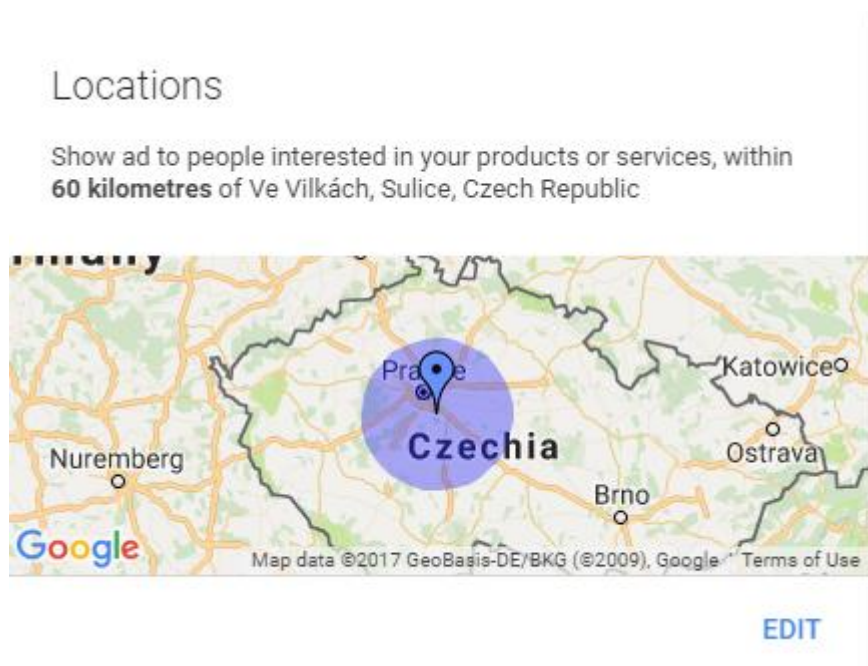 Locations
Show ad to people interested in your products or services, within
60 kilometres of Ve Vilkách, Sulice, Czech Republic
Katowice
Czechia
Nuremberg
Ostrava
Brno
Google
Map data ©2017 GeoBasis-DE/BKG (©2009), Google Terms of Use
EDIT